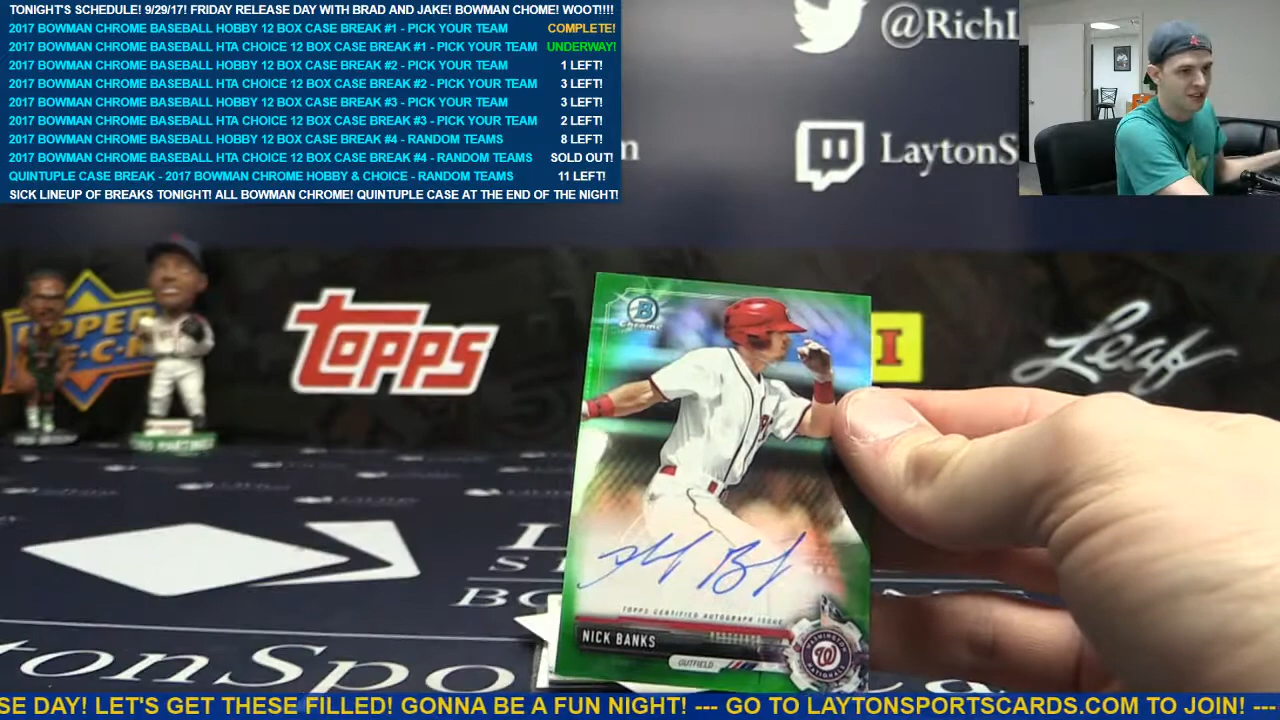 TONIGHT'S SCHEDULE! 9/29/17! FRIDAY RELEASE DAY WITH BRAD AND JAKE! BOWMAN CHOME! WOOT!!!!
2017 BOWMAN CHROME BASEBALL HOBBY 12 BOX CASE BREAK #1 - PICK YOUR TEAM COMPLETE!
2017 BOWMAN CHROME BASEBALL HTA CHOICE 12 BOX CASE BREAK #1 - PICK YOUR TEAM UNDERWAY!
2017 BOWMAN CHROME BASEBALL HOBBY 12 BOX CASE BREAK #2 - PICK YOUR TEAM 1 LEFT!
2017 BOWMAN CHROME BASEBALL HTA CHOICE 12 BOX CASE BREAK #2 - PICK YOUR TEAM 3 LEFT!
2017 BOWMAN CHROME BASEBALL HOBBY 12 BOX CASE BREAK #3 - PICK YOUR TEAM 3 LEFT!
2017 BOWMAN CHROME BASEBALL HTA CHOICE 12 BOX CASE BREAK #3 - PICK YOUR TEAM 2 LEFT!
2017 BOWMAN CHROME BASEBALL HOBBY 12 BOX CASE BREAK #4 - RANDOM TEAMS 8 LEFT!
2017 BOWMAN CHROME BASEBALL HTA CHOICE 12 BOX CASE BREAK #4 - RANDOM TEAMS SOLD OUT!
QUINTUPLE CASE BREAK - 2017 BOWMAN CHROME HOBBY & CHOICE - RANDOM TEAMS 11 LEFT!
SICK LINEUP OF BREAKS TONIGHT! ALL BOWMAN CHROME! QUINTUPLE CASE AT THE END OF THE NIGHT!
@RichL
LaytonS
UPPER
TOPPS
Leaf
B
Chrome
TOPPS CERTIFIED AUTOGRAPH ISSUE
NICK BANKS
OUTFIELD
WASHINGTON NATIONALS
W
SE DAY! LET'S GET THESE FILLED! GONNA BE A FUN NIGHT! --- GO TO LAYTONSPORTSCARDS.COM TO JOIN! ---